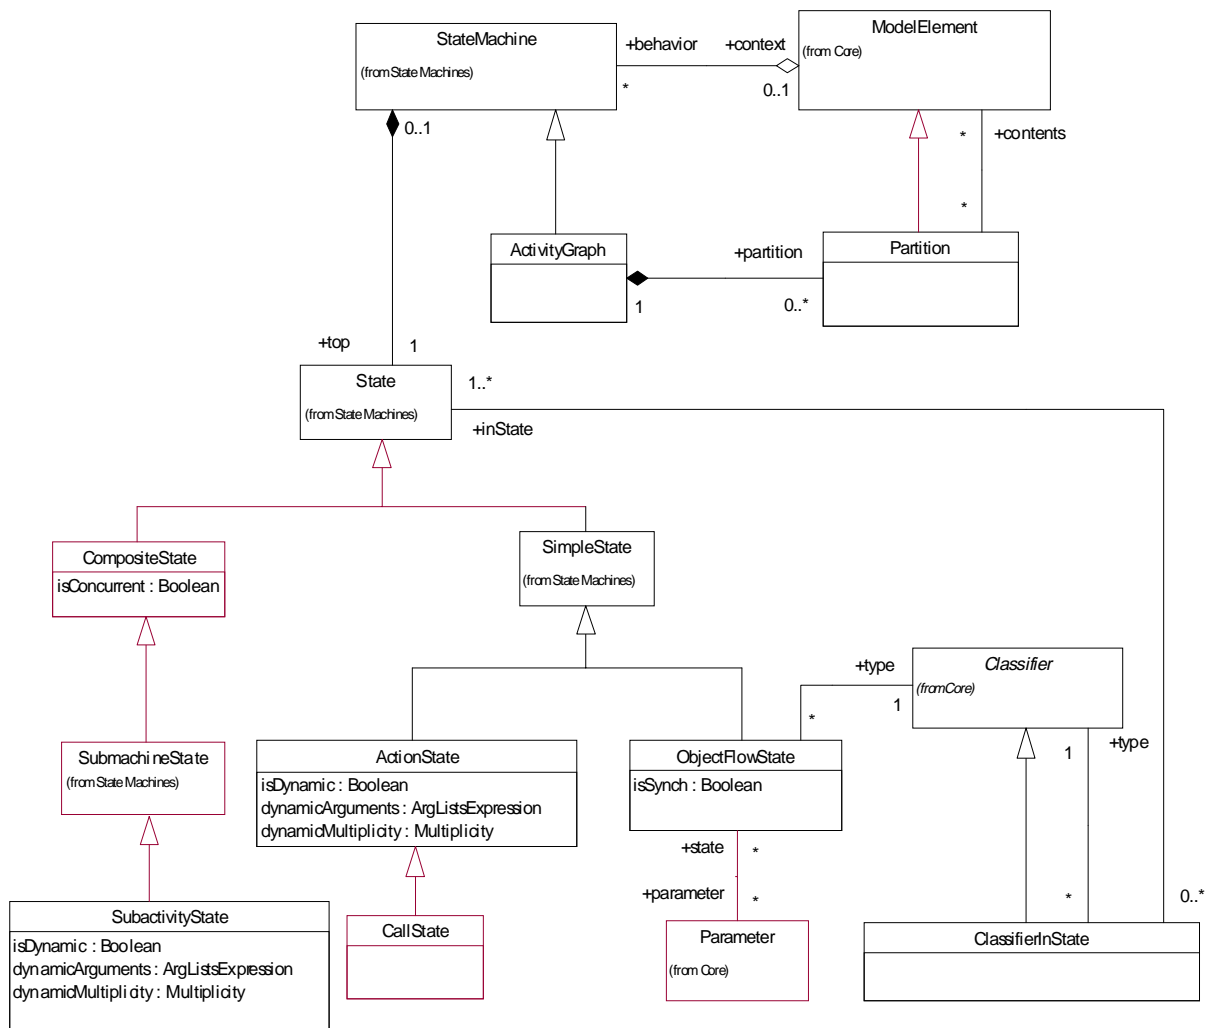 StateMachine
(from State Machines)
+behavior
+context
*
0..1
ModelElement
(from Core)
0..1
*
+contents
*
ActivityGraph
+partition
1
0..*
Partition
+top
1
State
(from State Machines)
1..*
+inState
CompositeState
isConcurrent : Boolean
SimpleState
(from State Machines)
+type
1
*
Classifier
(from Core)
1
+type
SubmachineState
(from State Machines)
ActionState
isDynamic : Boolean
dynamicArguments : ArgListsExpression
dynamicMultiplicity : Multiplicity
ObjectFlowState
isSynch : Boolean
+state
*
+parameter
*
*
0..*
SubactivityState
isDynamic : Boolean
dynamicArguments : ArgListsExpression
dynamicMultiplicity : Multiplicity
CallState
Parameter
(from Core)
ClassifierInState